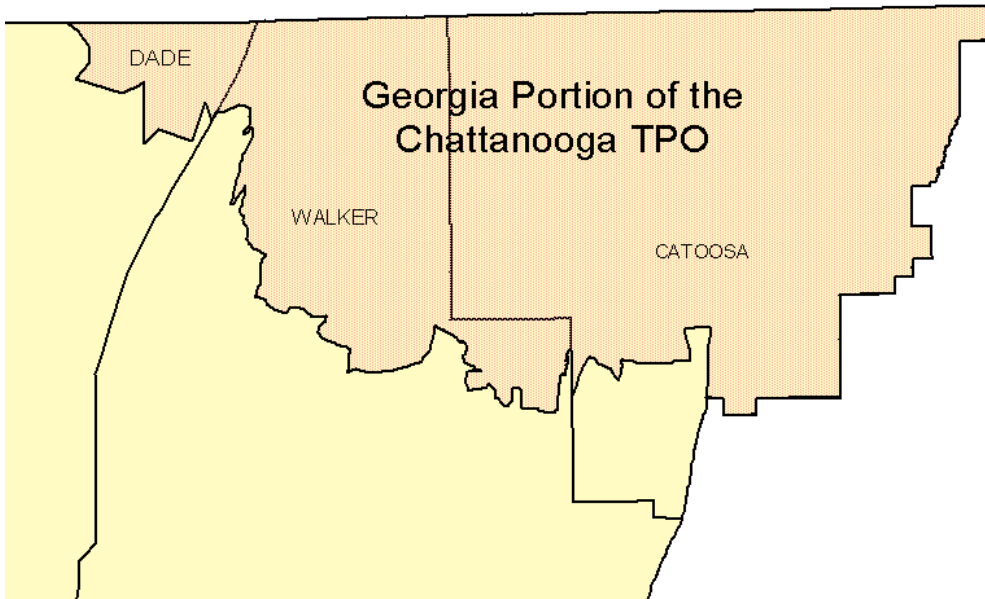 DADE
Georgia Portion of the
Chattanooga TPO
WALKER
CATOOSA